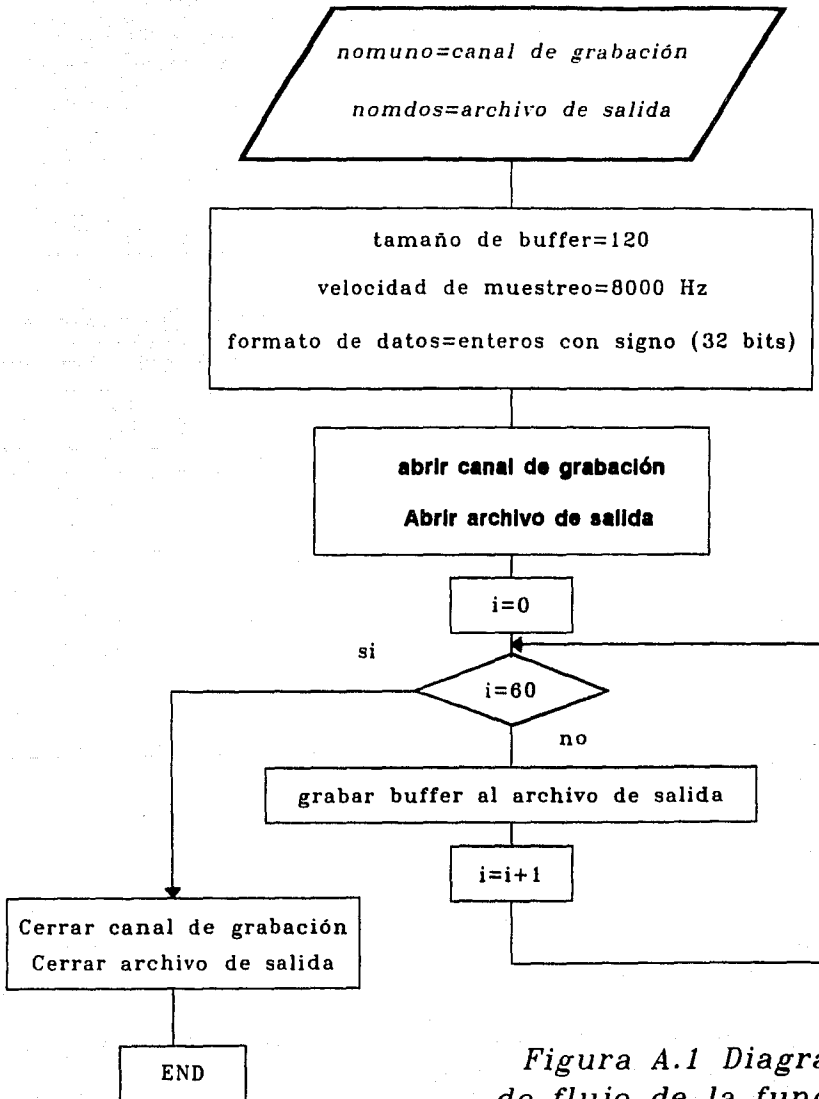 nomuno=canal de grabación
nomdos=archivo de salida
tamaño de buffer=120
velocidad de muestreo=8000 Hz
formato de datos=enteros con signo (32 bits)
abrir canal de grabación
Abrir archivo de salida
i=0
si
i=60
no
grabar buffer al archivo de salida
i=i+1
Cerrar canal de grabación
Cerrar archivo de salida
END
Figura A.1
de flujo de la